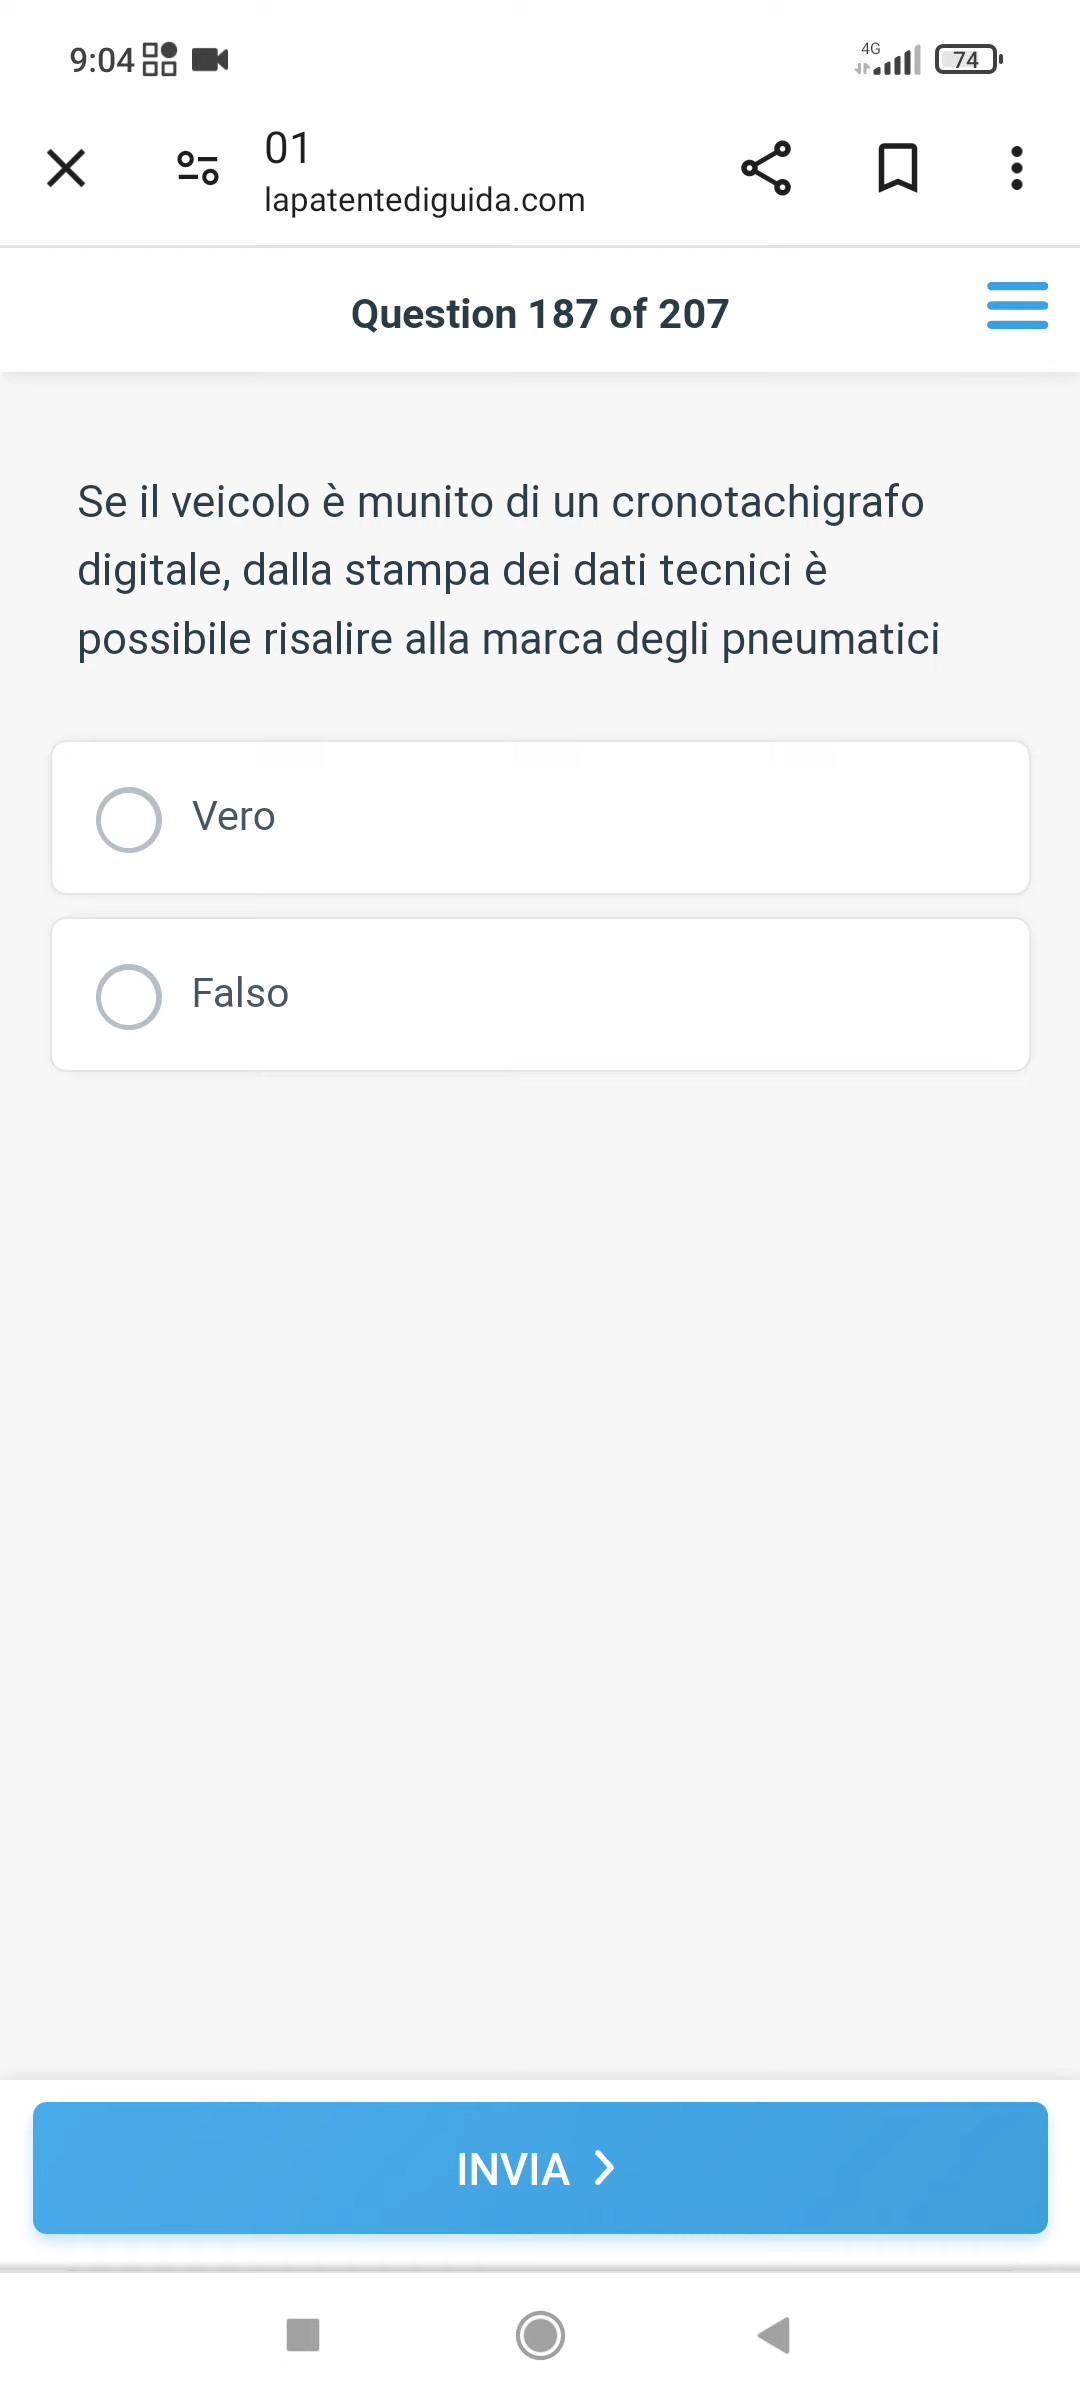 9:04
4G
74
01
lapatentediguida.com
Question 187 of 207
Se il veicolo è munito di un cronotachigrafo
digitale, dalla stampa dei dati tecnici è
possibile risalire alla marca degli pneumatici
Vero
Falso
INVIA